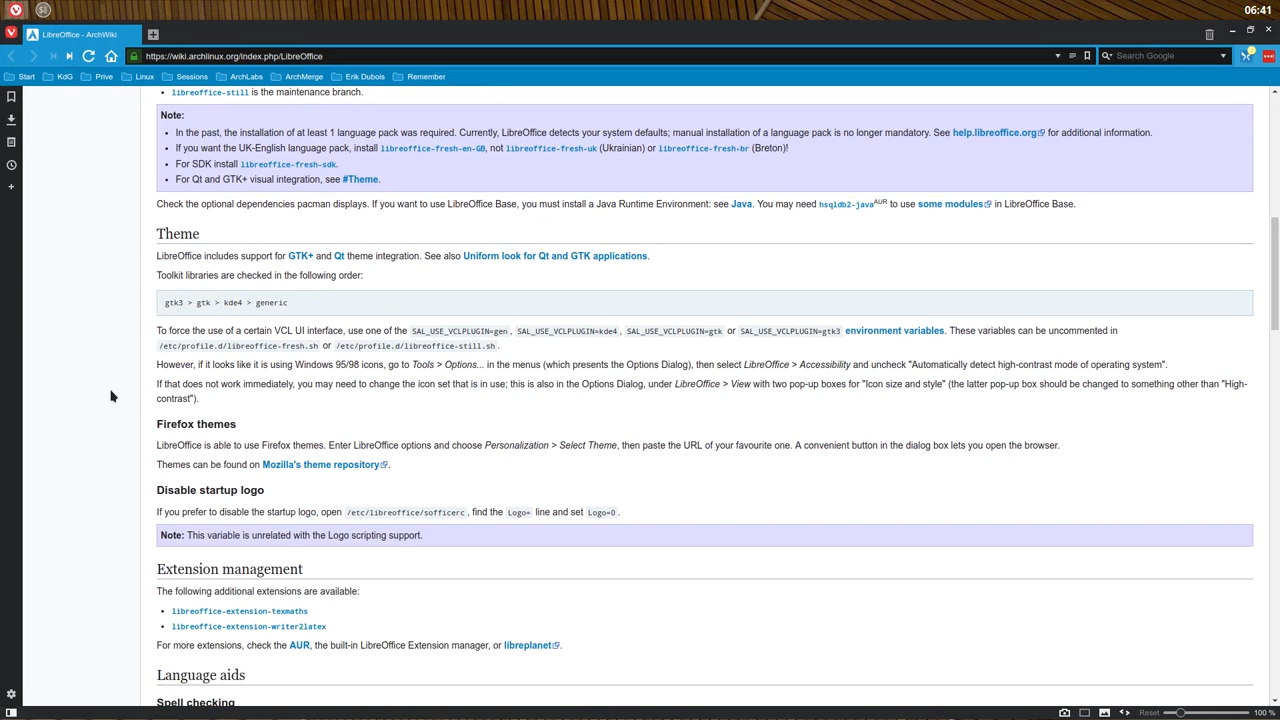 06:41
LibreOffice - ArchWiki
https://wiki.archlinux.org/index.php/LibreOffice
Search Google
Start KdG Prive Linux Sessions ArchLabs ArchMerge Erik Dubois Remember
• libreoffice-still is the maintenance branch.
Note:
• In the past, the installation of at least 1 language pack was required. Currently, LibreOffice detects your system defaults; manual installation of a language pack is no longer mandatory. See help.libreoffice.org for additional information.
• If you want the UK-English language pack, install libreoffice-fresh-en-GB, not libreoffice-fresh-uk (Ukrainian) or libreoffice-fresh-br (Breton)!
• For SDK install libreoffice-fresh-sdk.
• For Qt and GTK+ visual integration, see #Theme.
Check the optional dependencies pacman displays. If you want to use LibreOffice Base, you must install a Java Runtime Environment: see Java. You may need hsqldb2-javaAUR to use some modules in LibreOffice Base.
Theme
LibreOffice includes support for GTK+ and Qt theme integration. See also Uniform look for Qt and GTK applications.
Toolkit libraries are checked in the following order:
gtk3 > gtk > kde4 > generic
To force the use of a certain VCL UI interface, use one of the SAL_USE_VCLPLUGIN=gen, SAL_USE_VCLPLUGIN=kde4, SAL_USE_VCLPLUGIN=gtk or SAL_USE_VCLPLUGIN=gtk3 environment variables. These variables can be uncommented in
/etc/profile.d/libreoffice-fresh.sh or /etc/profile.d/libreoffice-still.sh.
However, if it looks like it is using Windows 95/98 icons, go to Tools > Options... in the menus (which presents the Options Dialog), then select LibreOffice > Accessibility and uncheck "Automatically detect high-contrast mode of operating system".
If that does not work immediately, you may need to change the icon set that is in use; this is also in the Options Dialog, under LibreOffice > View with two pop-up boxes for "Icon size and style" (the latter pop-up box should be changed to something other than "High-
contrast").
Firefox themes
LibreOffice is able to use Firefox themes. Enter LibreOffice options and choose Personalization > Select Theme, then paste the URL of your favourite one. A convenient button in the dialog box lets you open the browser.
Themes can be found on Mozilla's theme repository.
Disable startup logo
If you prefer to disable the startup logo, open /etc/libreoffice/sofficerc, find the Logo= line and set Logo=0.
Note: This variable is unrelated with the Logo scripting support.
Extension management
The following additional extensions are available:
• libreoffice-extension-texmaths
• libreoffice-extension-writer2latex
For more extensions, check the AUR, the built-in LibreOffice Extension manager, or libreplanet.
Language aids
Spell checking
Reset 100 %